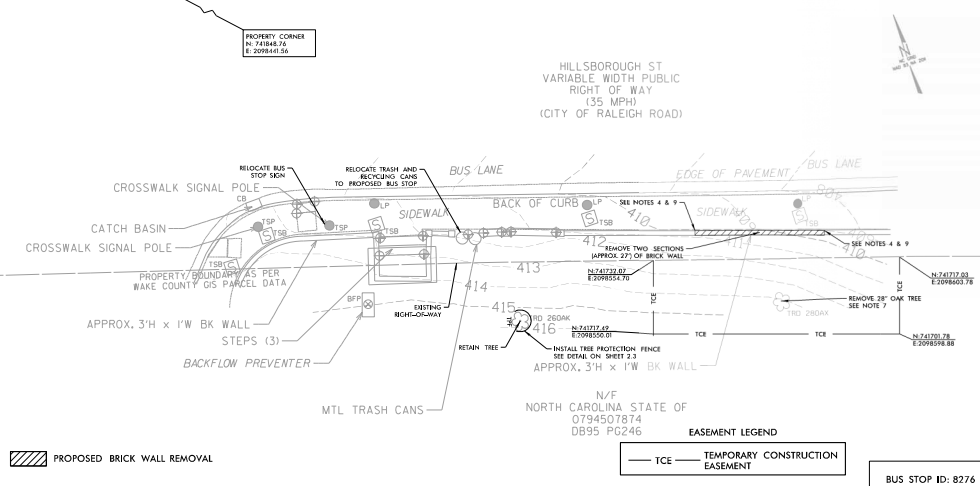 PROPERTY CORNER
N: 741848.76
E: 2098441.56
HILLSBOROUGH ST
VARIABLE WIDTH PUBLIC
RIGHT OF WAY
(35 MPH)
(CITY OF RALEIGH ROAD)
RELOCATE BUS
STOP SIGN
RELOCATE TRASH AND
RECYCLING CANS
TO PROPOSED BUS STOP
BUS LANE
EDGE OF PAVEMENT
BUS LANE
CROSSWALK SIGNAL POLE
CB
LP
LP
LP
BACK OF CURB
SEE NOTES 4 & 9
408
CATCH BASIN
TSP
TSP
S
TSB
SIDEWALK
S
TSB
S
TSB
410
SIDEWALK
S
TSB
409
CROSSWALK SIGNAL POLE
S
TSB
412
411
410
REMOVE TWO SECTIONS
(APPROX. 27') OF BRICK WALL
SEE NOTES 4 & 9
PROPERTY BOUNDARY AS PER
WAKE COUNTY GIS PARCEL DATA
413
N:741732.07
E:2098554.70
N:741717.03
E:2098603.78
414
TCE
TCE
BFP
EXISTING
RIGHT-OF-WAY
415
REMOVE 28" OAK TREE
SEE NOTE 7
TRD 28OAK
APPROX. 3'H x 1'W BK WALL
TPF
TRD 26OAK
416
N:741717.49
E:2098550.01
TCE
TCE
N:741701.78
E:2098598.88
STEPS (3)
RETAIN TREE
INSTALL TREE PROTECTION FENCE
SEE DETAIL ON SHEET 2.3
BACKFLOW PREVENTER
APPROX. 3'H x 1'W BK WALL
MTL TRASH CANS
N/F
NORTH CAROLINA STATE OF
0794507874
DB95 PG246
EASEMENT LEGEND
PROPOSED BRICK WALL REMOVAL
TCE
TEMPORARY CONSTRUCTION
EASEMENT
BUS STOP ID: 8276